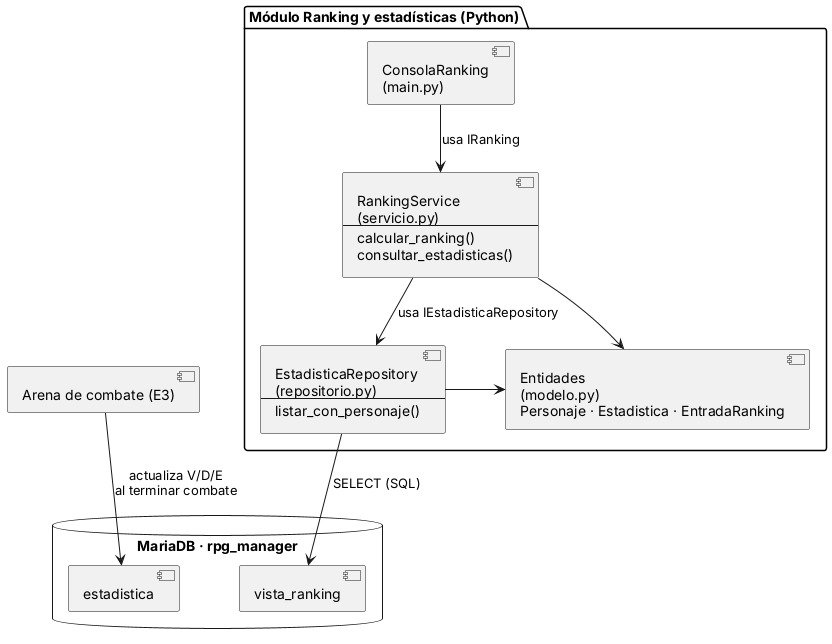 Módulo Ranking y estadísticas (Python)
ConsolaRanking
(main.py)
usa IRanking
RankingService
(servicio.py)
calcular_ranking()
consultar_estadisticas()
usa IEstadisticaRepository
EstadisticaRepository
(repositorio.py)
listar_con_personaje()
Entidades
(modelo.py)
Personaje · Estadistica · EntradaRanking
Arena de combate (E3)
actualiza V/D/E
al terminar combate
SELECT (SQL)
MariaDB · rpg_manager
estadistica
vista_ranking